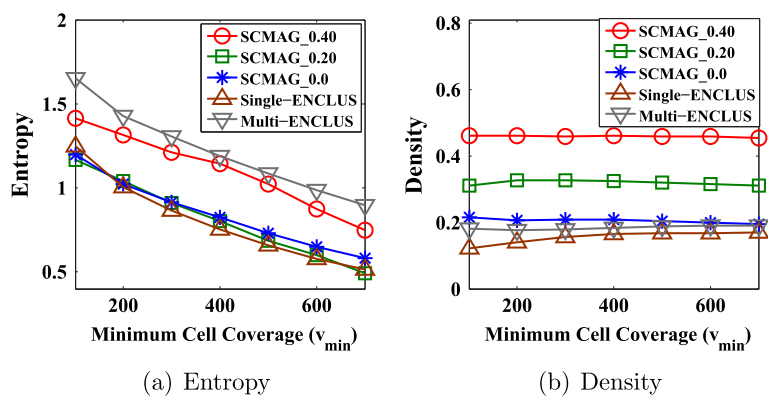 2
1.5
1
0.5
Entropy
SCMAG_0.40
SCMAG_0.20
SCMAG_0.0
Single−ENCLUS
Multi−ENCLUS
200 400 600
Minimum Cell Coverage (vmin)
(a) Entropy
0.8
0.6
0.4
0.2
0
Density
SCMAG_0.40
SCMAG_0.20
SCMAG_0.0
Single−ENCLUS
Multi−ENCLUS
200 400 600
Minimum Cell Coverage (vmin)
(b) Density